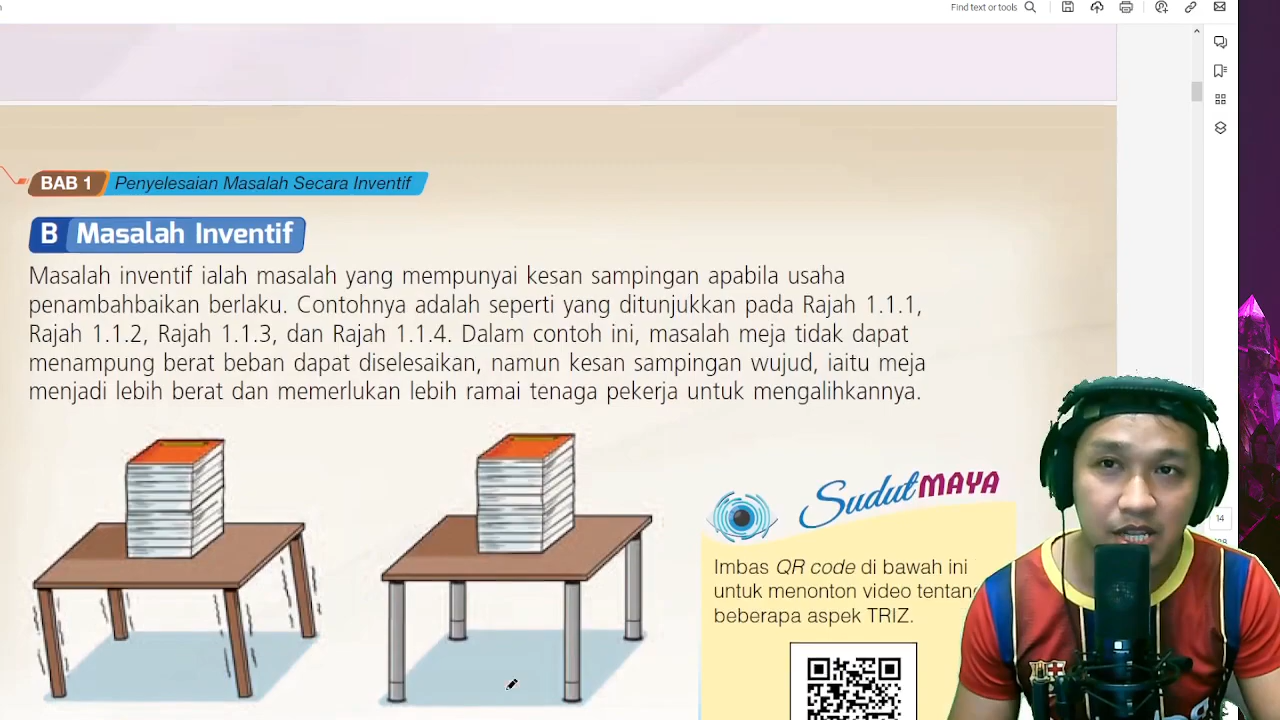 Find text or tools
BAB 1 Penyelesaian Masalah Secara Inventif
B Masalah Inventif
Masalah inventif ialah masalah yang mempunyai kesan sampingan apabila usaha
penambahbaikan berlaku. Contohnya adalah seperti yang ditunjukkan pada Rajah 1.1.1,
Rajah 1.1.2, Rajah 1.1.3, dan Rajah 1.1.4. Dalam contoh ini, masalah meja tidak dapat
menampung berat beban dapat diselesaikan, namun kesan sampingan wujud, iaitu meja
menjadi lebih berat dan memerlukan lebih ramai tenaga pekerja untuk mengalihkannya.
Sudut MAYA
Imbas QR code di bawah ini
untuk menonton video tentang
beberapa aspek TRIZ.
14